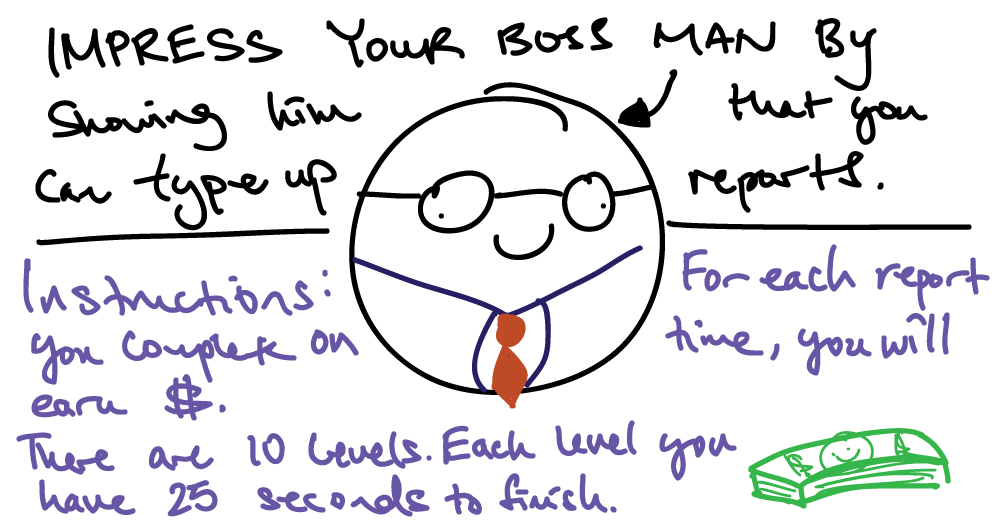 IMPRESS YOUR BOSS MAN BY
Showing him that you
can type up reports.
Instructions: For each report
you complete on time, you will
earn $.
There are 10 levels. Each level you
have 25 seconds to finish.